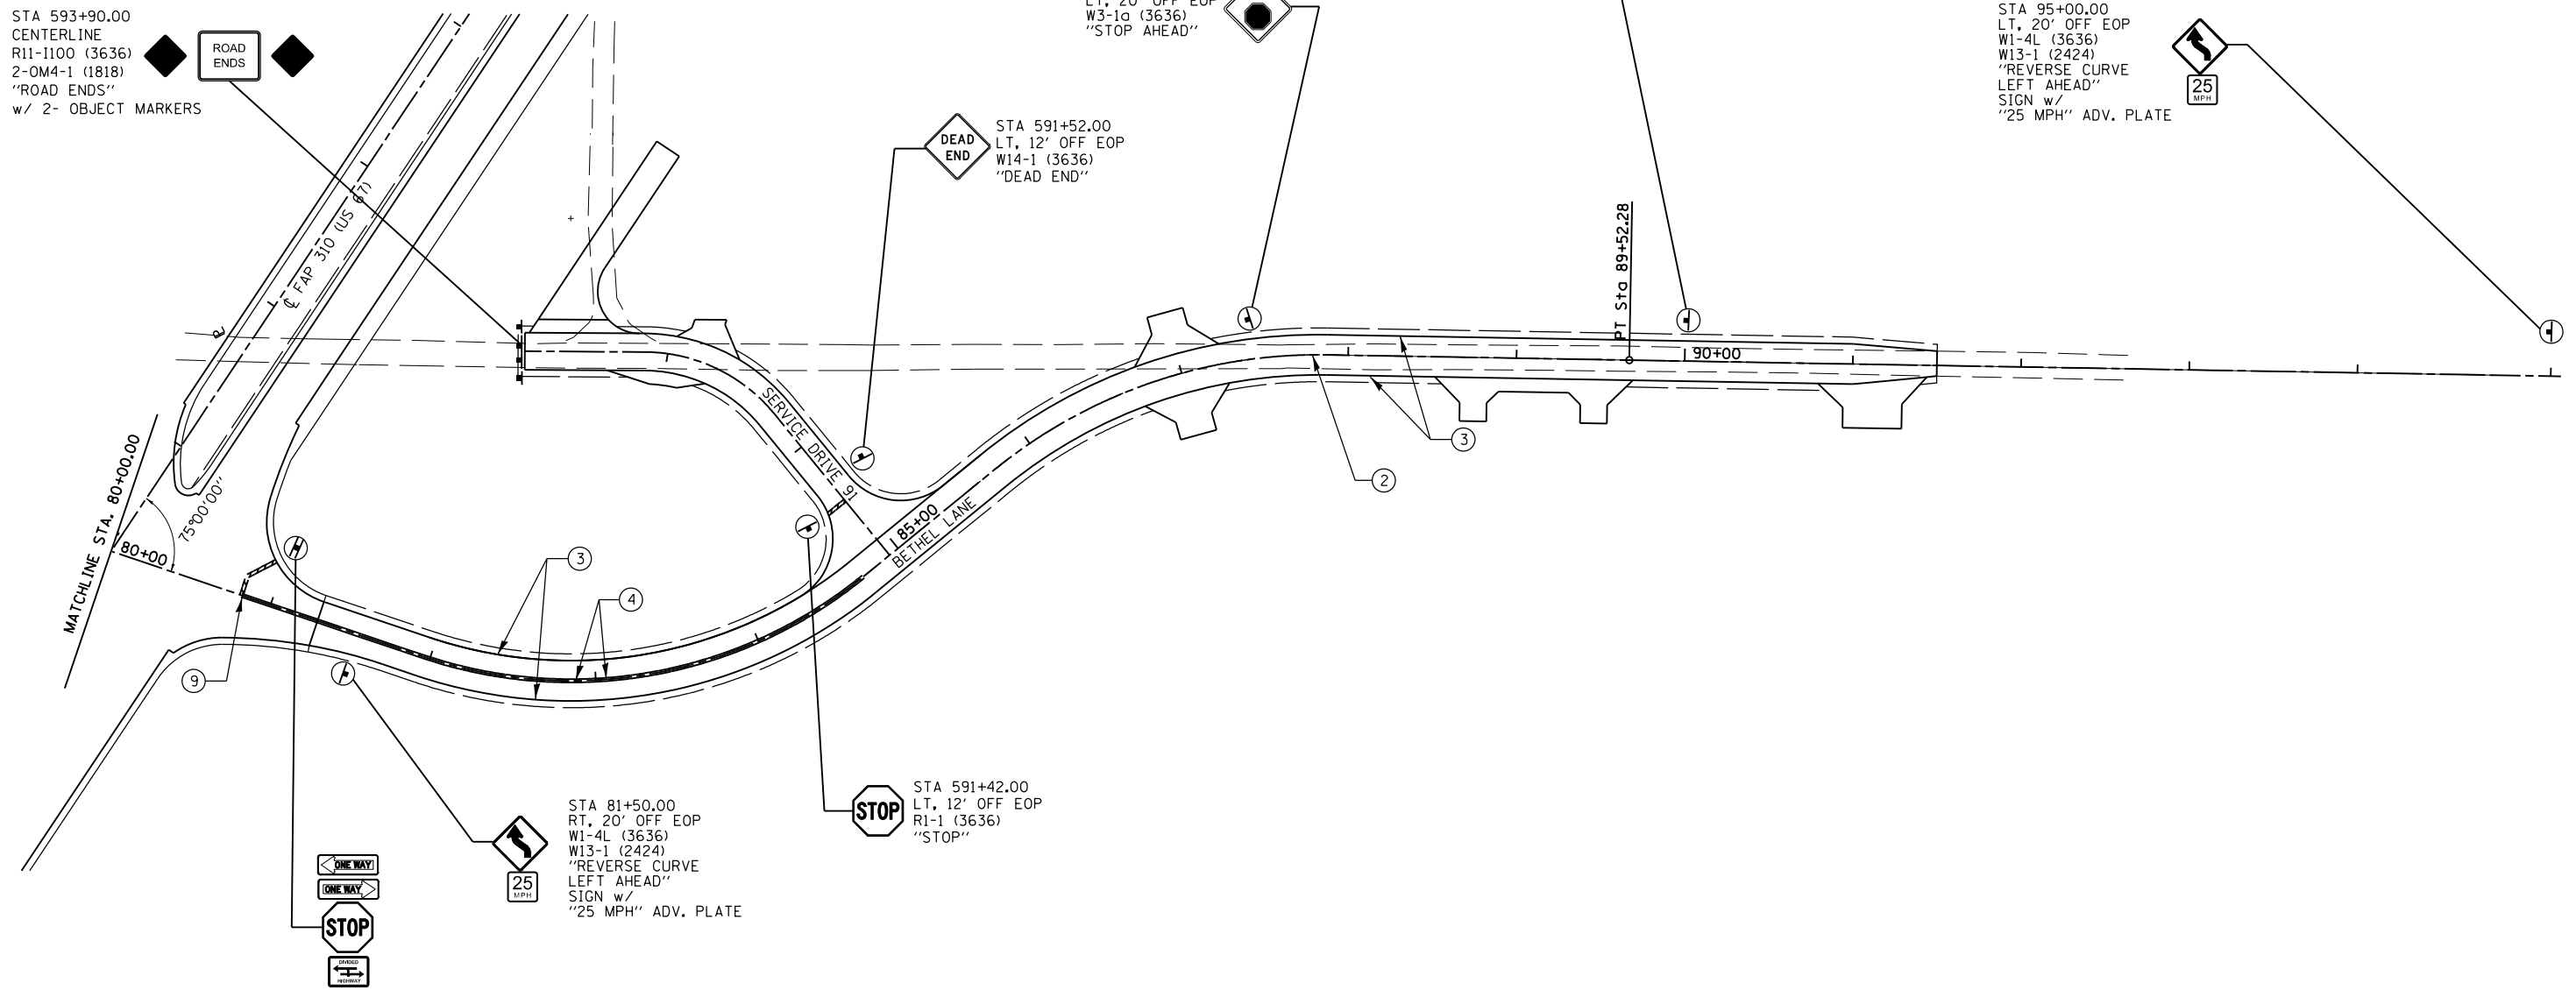 STA 593+90.00
CENTERLINE
R11-I100 (3636)
2-OM4-1 (1818)
"ROAD ENDS"
w/ 2- OBJECT MARKERS
ROAD
ENDS
LT, 20' OFF EOP
W3-1a (3636)
"STOP AHEAD"
STA 95+00.00
LT, 20' OFF EOP
W1-4L (3636)
W13-1 (2424)
"REVERSE CURVE
LEFT AHEAD"
SIGN w/
"25 MPH" ADV. PLATE
25
MPH
DEAD
END
STA 591+52.00
LT, 12' OFF EOP
W14-1 (3636)
"DEAD END"
℄ FAP 310 (US 67)
PT Sta 89+52.28
90+00
SERVICE DRIVE 91
3
2
85+00
BETHEL LANE
MATCHLINE STA. 80+00.00
80+00
75°00'00"
3
4
9
STA 81+50.00
RT, 20' OFF EOP
W1-4L (3636)
W13-1 (2424)
"REVERSE CURVE
LEFT AHEAD"
SIGN w/
"25 MPH" ADV. PLATE
25
MPH
STOP
STA 591+42.00
LT, 12' OFF EOP
R1-1 (3636)
"STOP"
ONE WAY
ONE WAY
STOP
DIVIDED
HIGHWAY